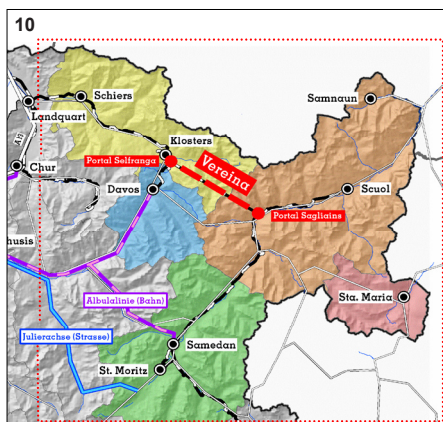 10
Schiers
Samnaun
Landquart
Klosters
Portal Selfranga
Vereina
Chur
Davos
Scuol
Portal Sagliains
husis
Albulalinie (Bahn)
Sta. Maria
Julierachse (Strasse)
Samedan
St. Moritz